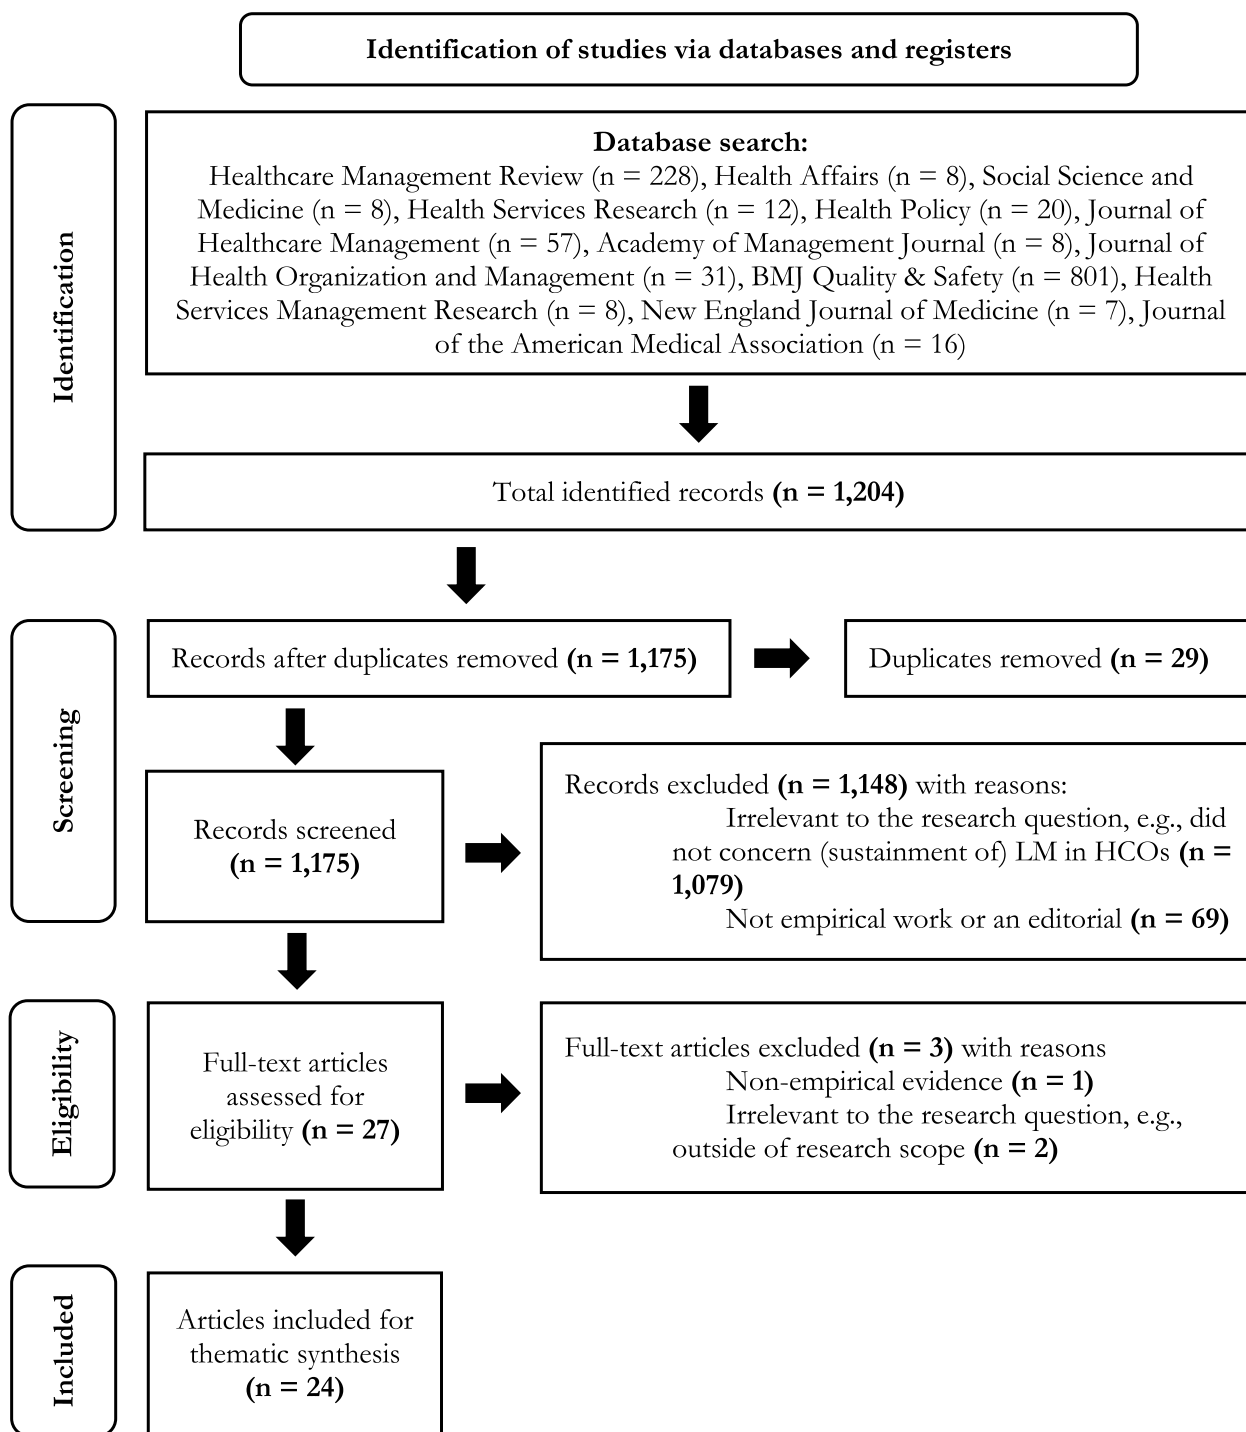 Identification of studies via databases and registers
Identification
Database search:
Healthcare Management Review (n = 228), Health Affairs (n = 8), Social Science and
Medicine (n = 8), Health Services Research (n = 12), Health Policy (n = 20), Journal of
Healthcare Management (n = 57), Academy of Management Journal (n = 8), Journal of
Health Organization and Management (n = 31), BMJ Quality & Safety (n = 801), Health
Services Management Research (n = 8), New England Journal of Medicine (n = 7), Journal
of the American Medical Association (n = 16)
Total identified records (n = 1,204)
Screening
Records after duplicates removed (n = 1,175)
Duplicates removed (n = 29)
Records screened
(n = 1,175)
Records excluded (n = 1,148) with reasons:
Irrelevant to the research question, e.g., did
not concern (sustainment of) LM in HCOs (n =
1,079)
Not empirical work or an editorial (n = 69)
Eligibility
Full-text articles
assessed for
eligibility (n = 27)
Full-text articles excluded (n = 3) with reasons
Non-empirical evidence (n = 1)
Irrelevant to the research question, e.g.,
outside of research scope (n = 2)
Included
Articles included for
thematic synthesis
(n = 24)